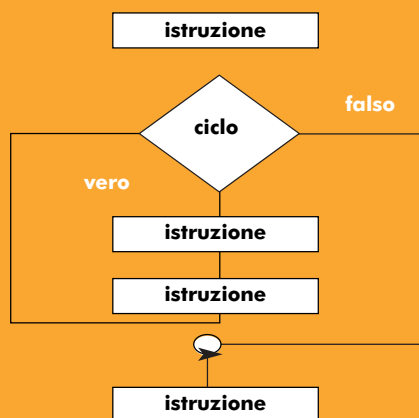 istruzione
ciclo
falso
vero
istruzione
istruzione
istruzione